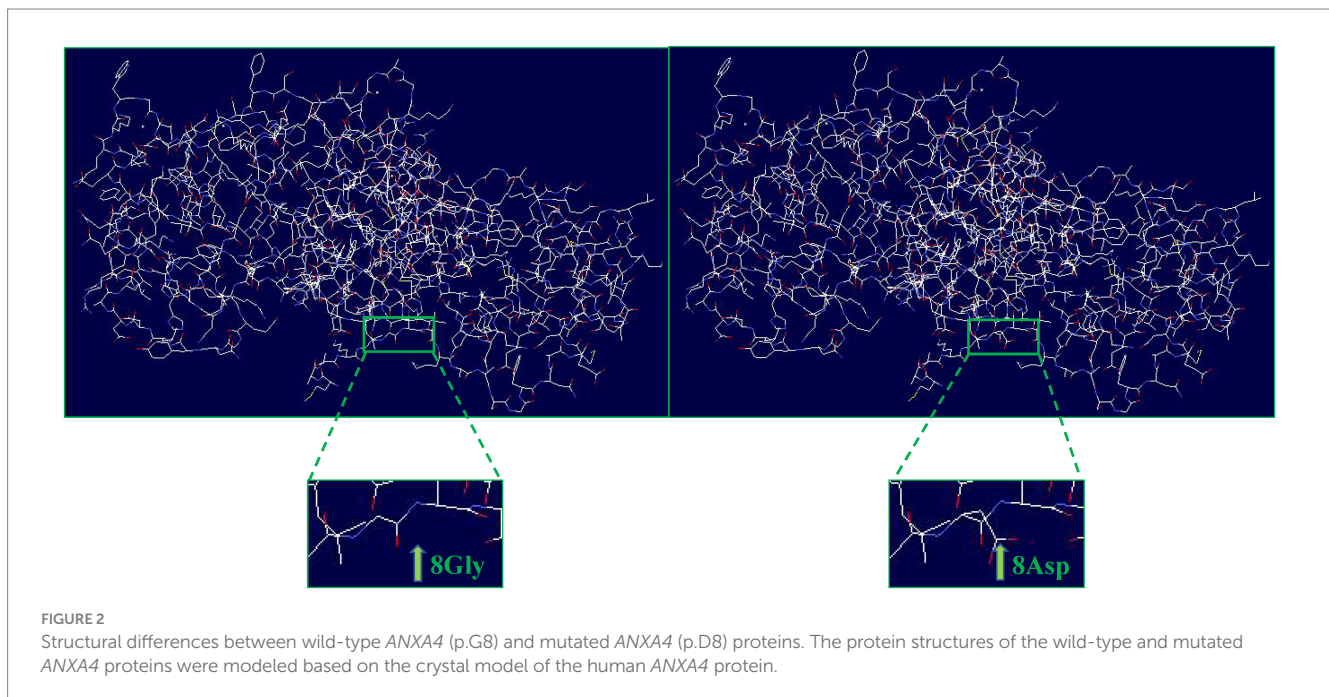 8Gly
8Asp
FIGURE 2
Structural differences between wild-type ANXA4 (p.G8) and mutated ANXA4 (p.D8) proteins. The protein structures of the wild-type and mutated
ANXA4 proteins were modeled based on the crystal model of the human ANXA4 protein.